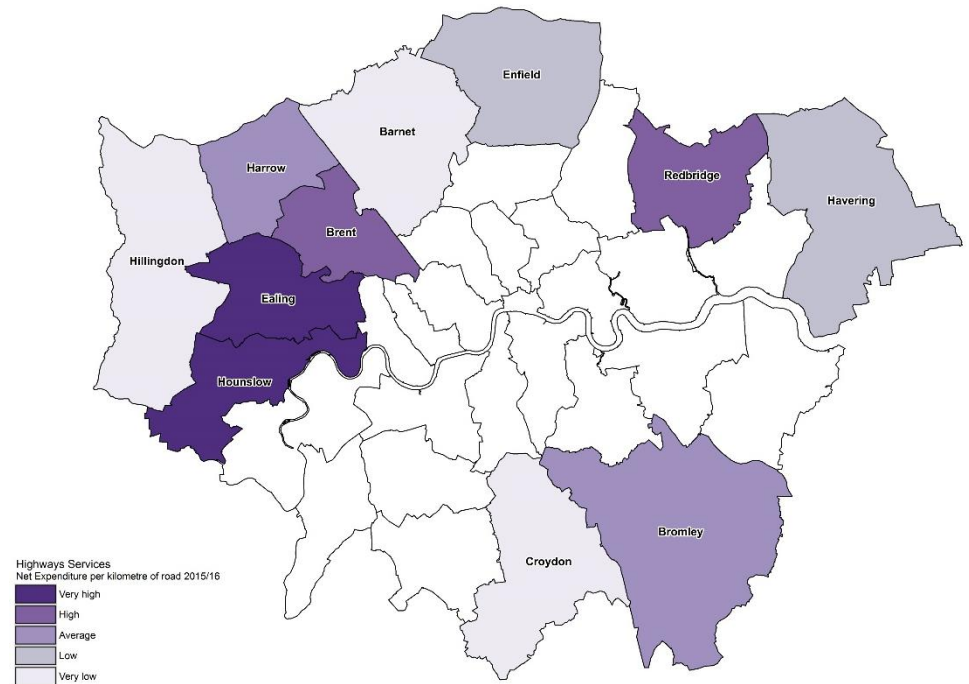 Enfield
Barnet
Harrow
Redbridge
Havering
Brent
Hillingdon
Ealing
Hounslow
Bromley
Croydon
Highways Services
Net Expenditure per kilometre of road 2015/16
Very high
High
Average
Low
Very low